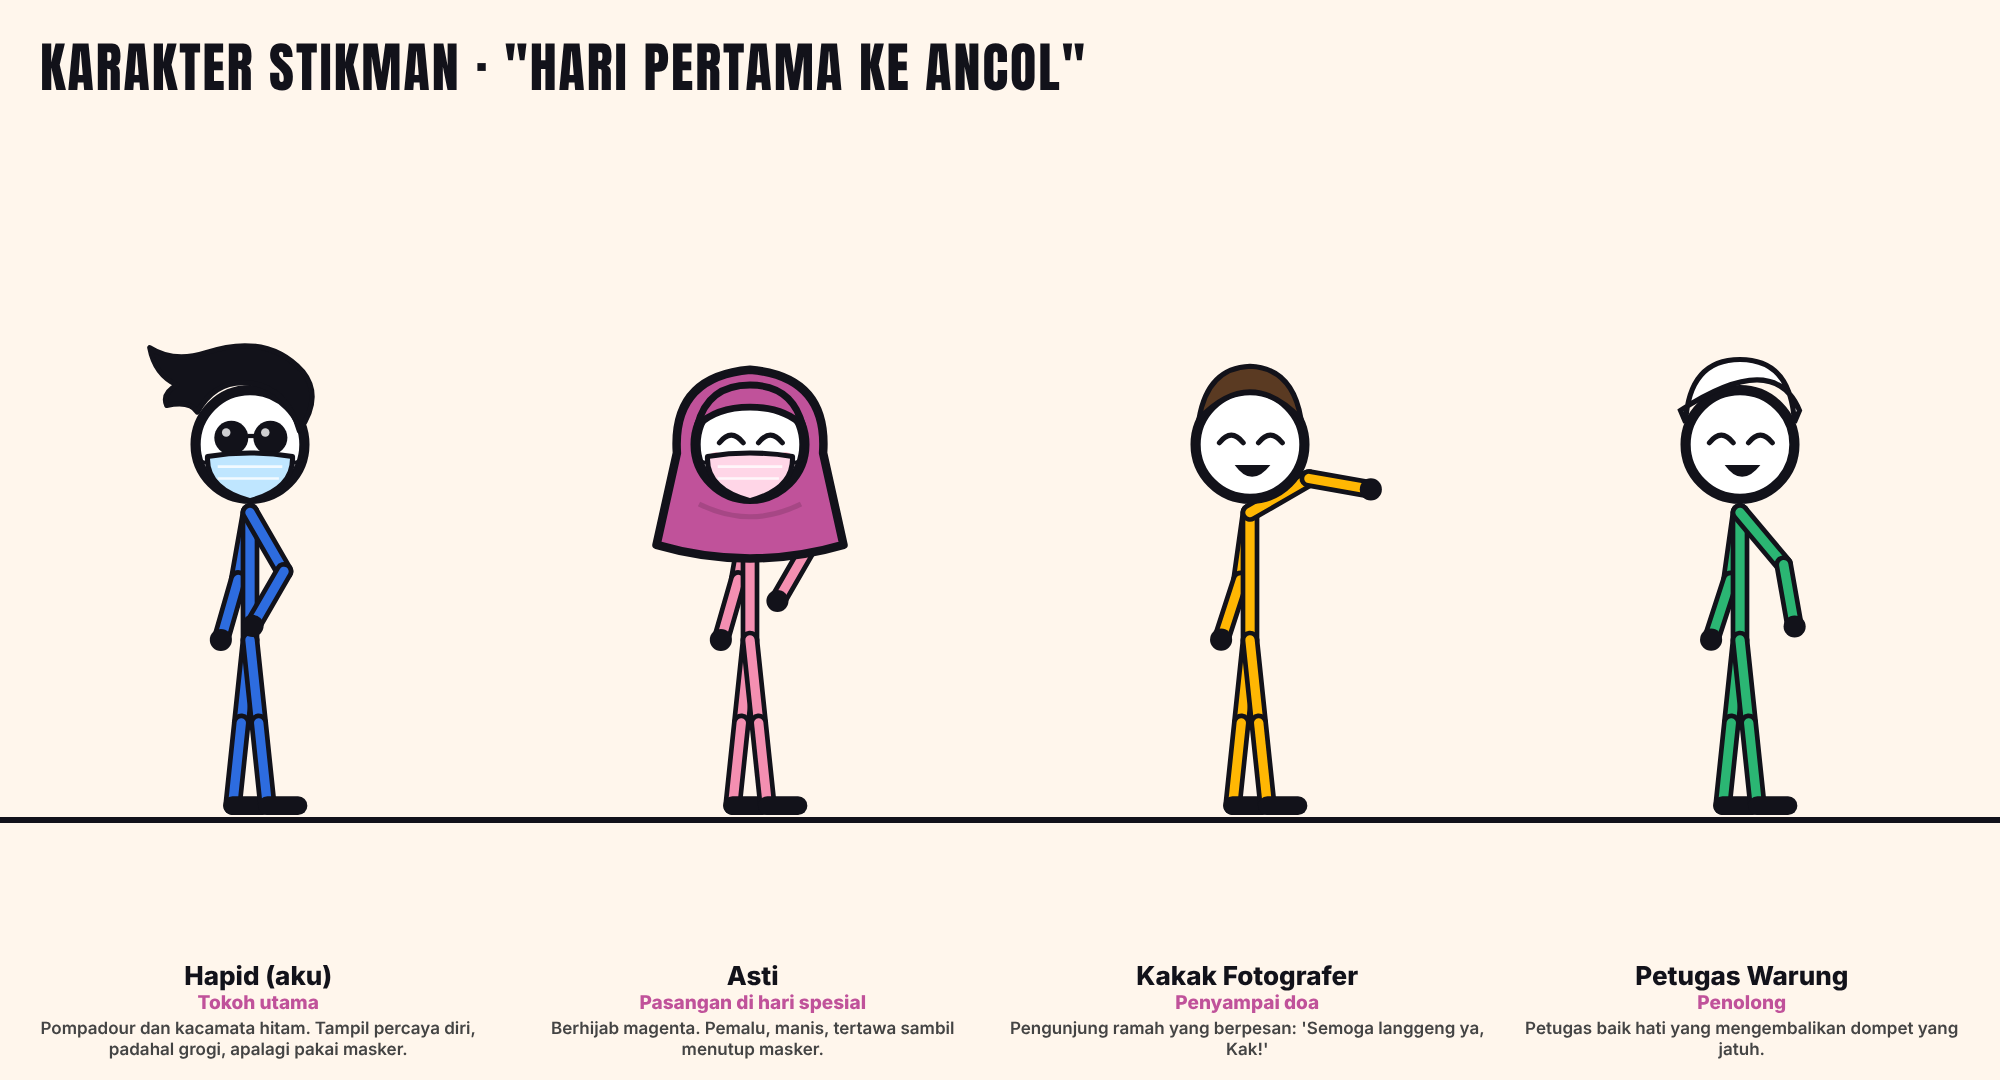 KARAKTER STIKMAN · "HARI PERTAMA KE ANCOL"
Hapid (aku)
Tokoh utama
Pompadour dan kacamata hitam. Tampil percaya diri,
padahal grogi, apalagi pakai masker.
Asti
Pasangan di hari spesial
Berhijab magenta. Pemalu, manis, tertawa sambil
menutup masker.
Kakak Fotografer
Penyampai doa
Pengunjung ramah yang berpesan: 'Semoga langgeng ya,
Kak!'
Petugas Warung
Penolong
Petugas baik hati yang mengembalikan dompet yang
jatuh.